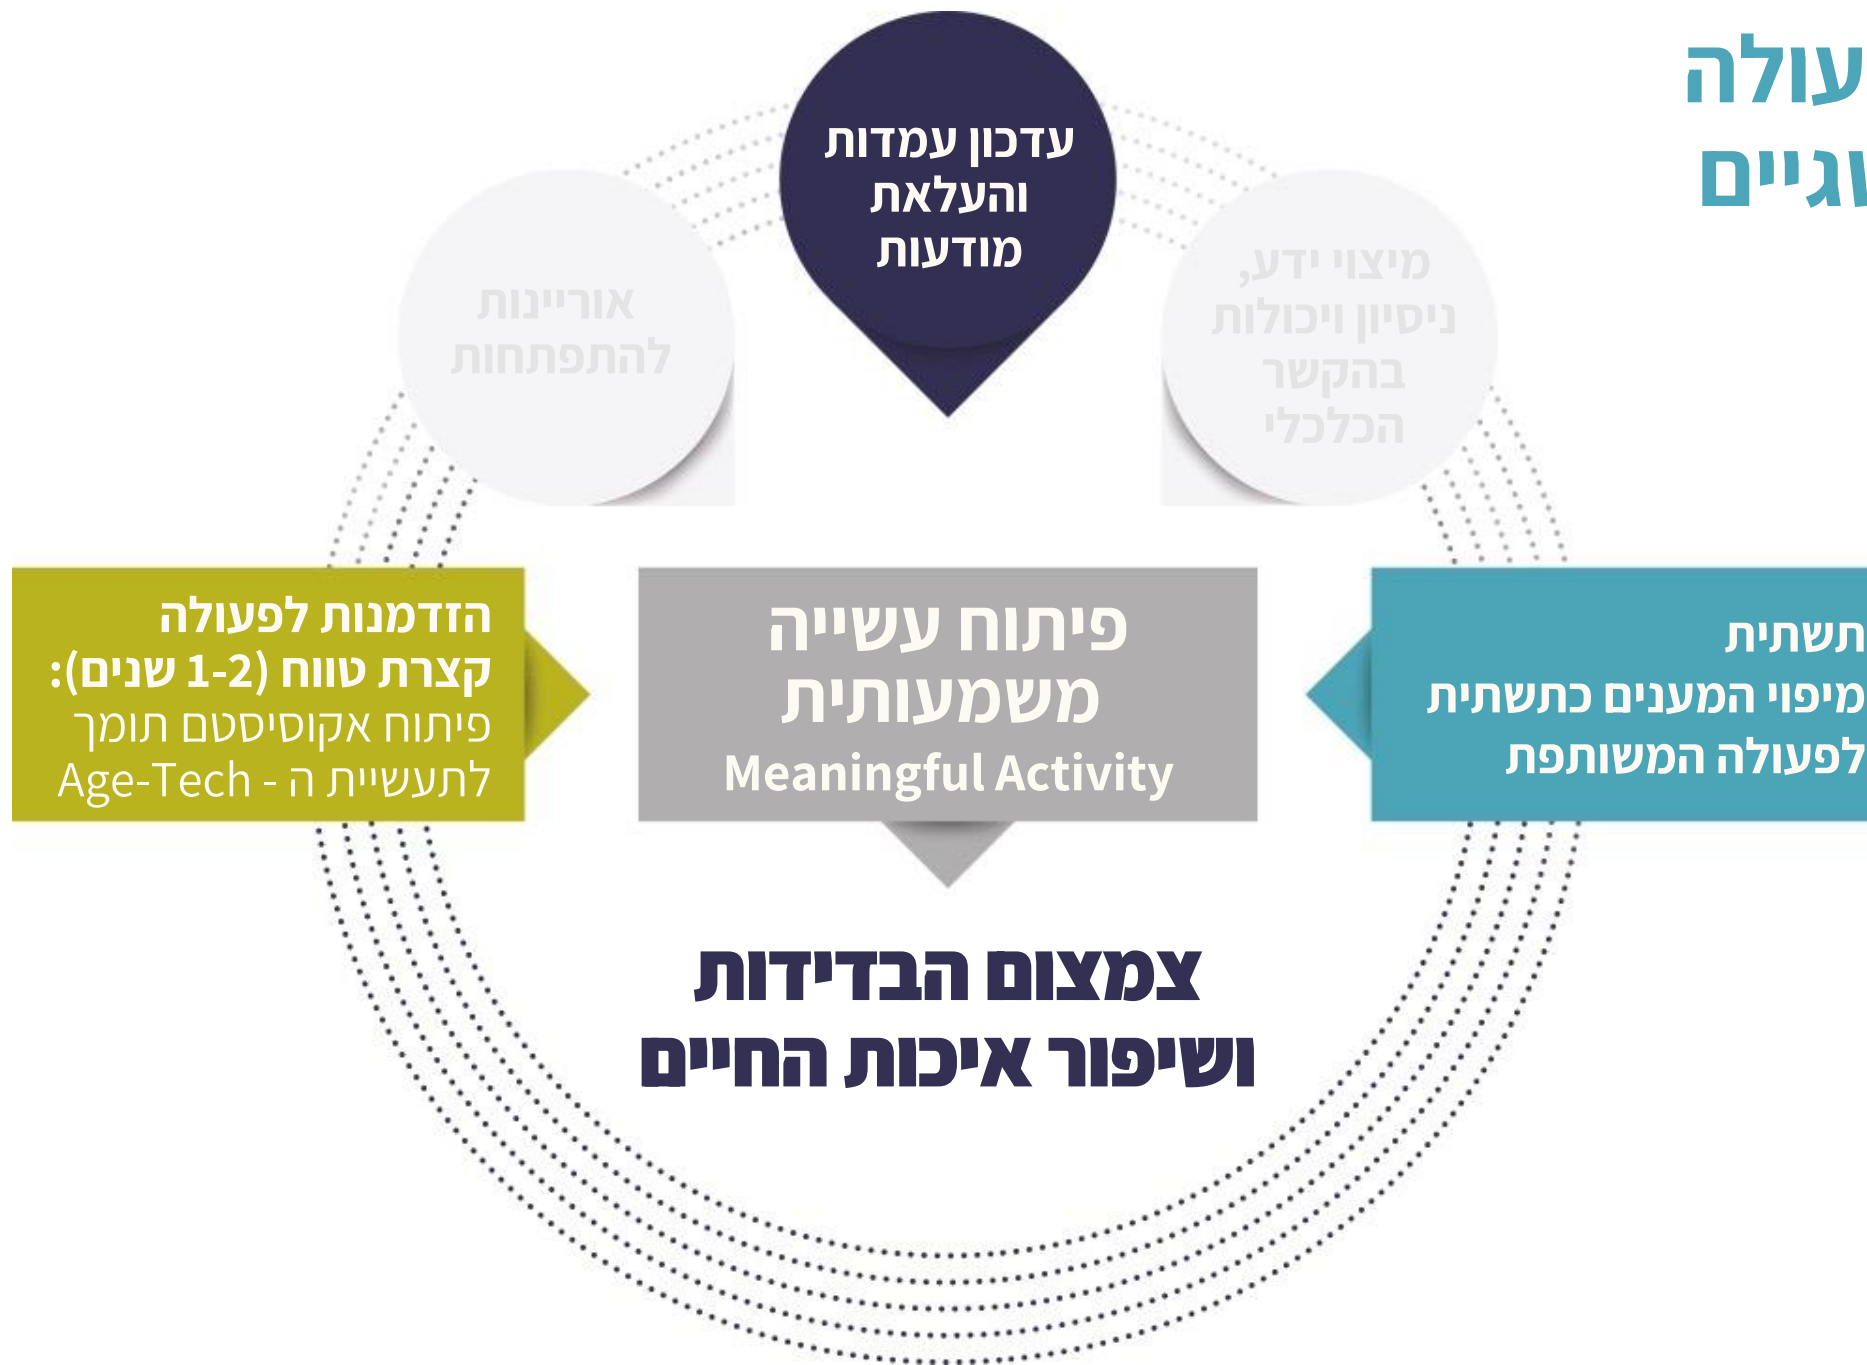 עולה
וגיים
עדכון עמדות
והעלאת
מודעות
מיצוי ידע,
ניסיון ויכולות
בהקשר
הכלכלי
אוריינות
להתפתחות
תשתית
מיפוי המענים כתשתית
לפעולה המשותפת
פיתוח עשייה
משמעותית
Meaningful Activity
הזדמנות לפעולה
קצרת טווח (1-2 שנים):
פיתוח אקוסיסטם תומך
לתעשיית ה - Age-Tech
צמצום הבדידות
ושיפור איכות החיים